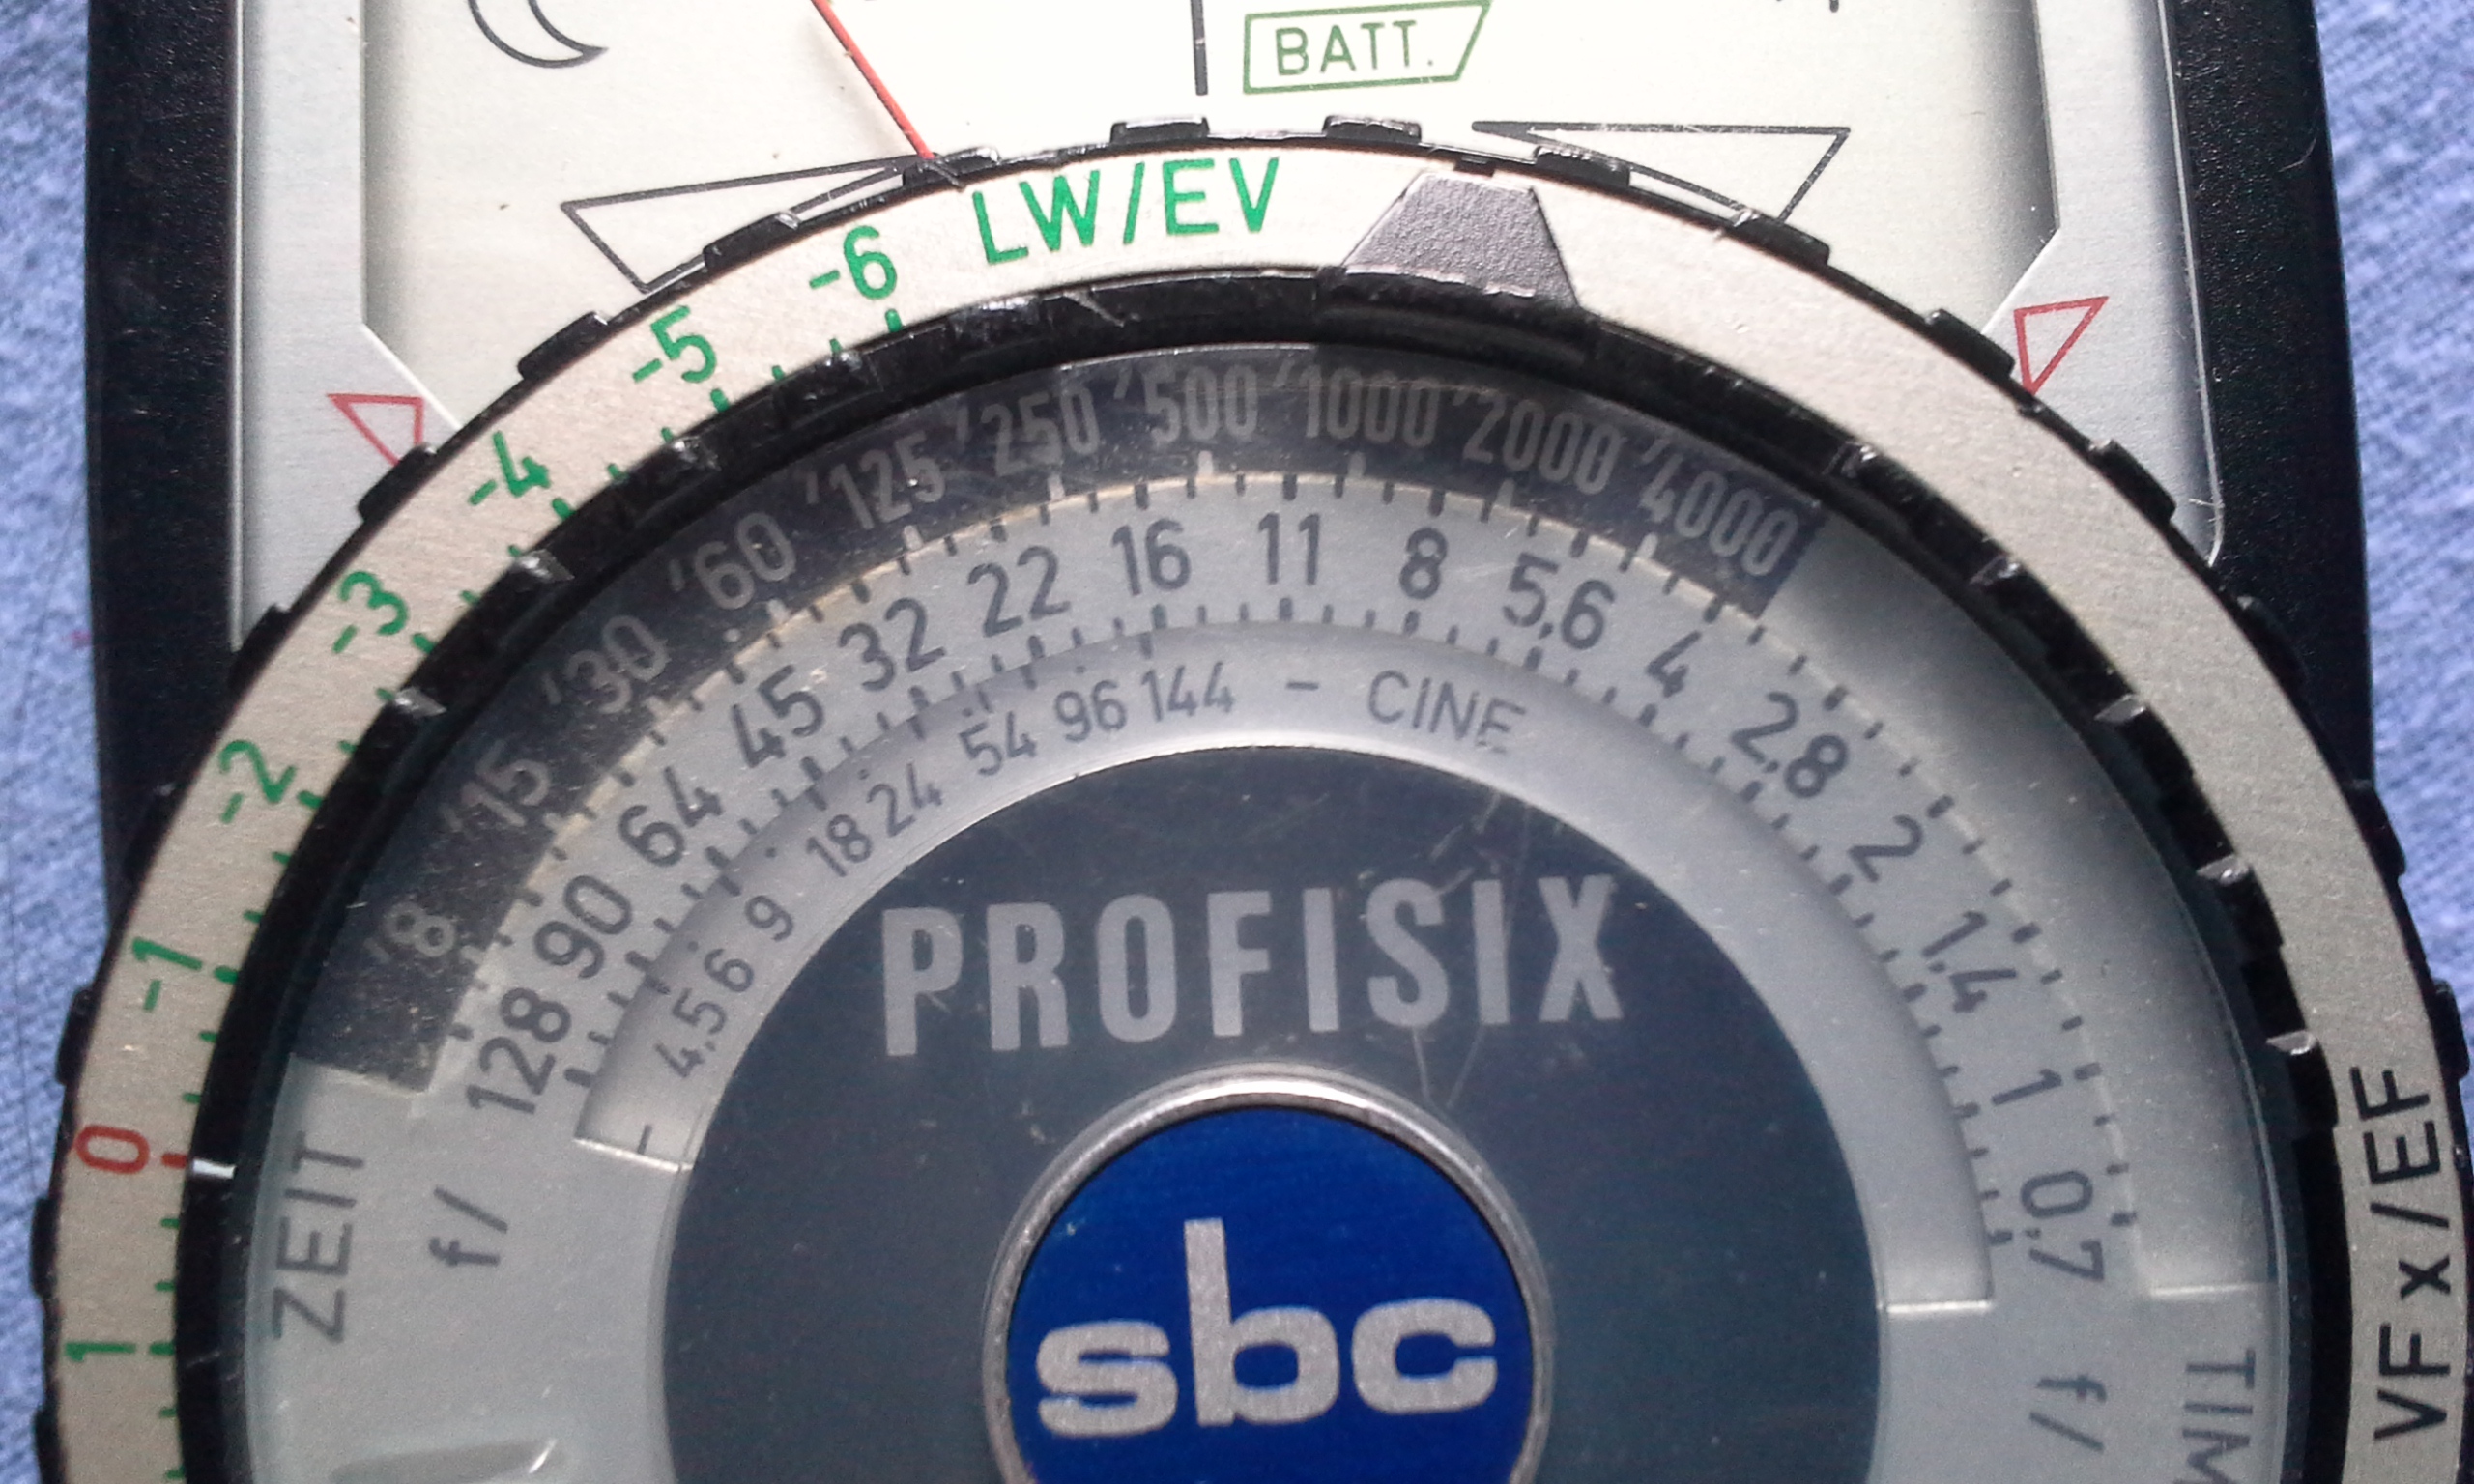 BATT.
LW/EV
-6
-5
-4
-3
-2
-1
0
1
'8 '15 '30 '60 '125 '250 '500 '1000 '2000 '4000
128 90 64 45 32 22 16 11 8 5,6 4 2,8 2 1,4 1 0,7
- 4,5 6 9 18 24 54 96 144 - CINE
PROFISIX
sbc
ZEIT
f/
f/
TIM
VF x/EF